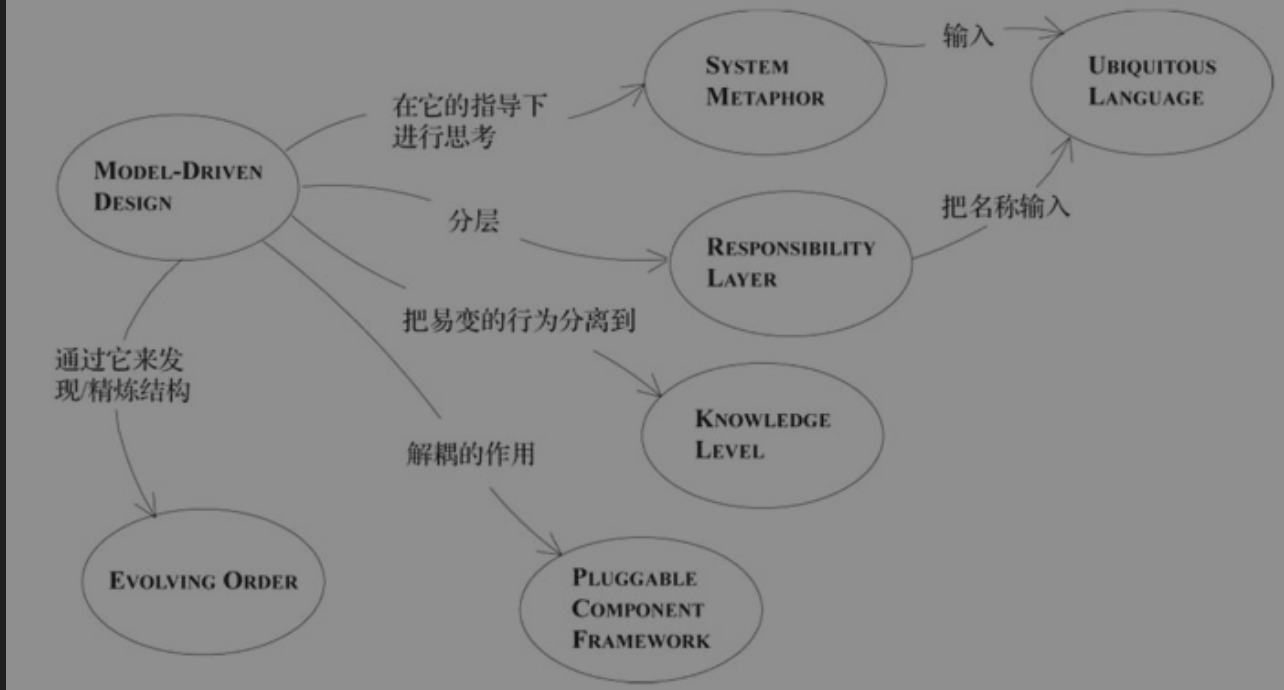 SYSTEM
METAPHOR
输入
UBIQUITOUS
LANGUAGE
在它的指导下
进行思考
MODEL-DRIVEN
DESIGN
分层
把名称输入
RESPONSIBILITY
LAYER
把易变的行为分离到
通过它来发
现/精炼结构
KNOWLEDGE
LEVEL
解耦的作用
EVOLVING ORDER
PLUGGABLE
COMPONENT
FRAMEWORK